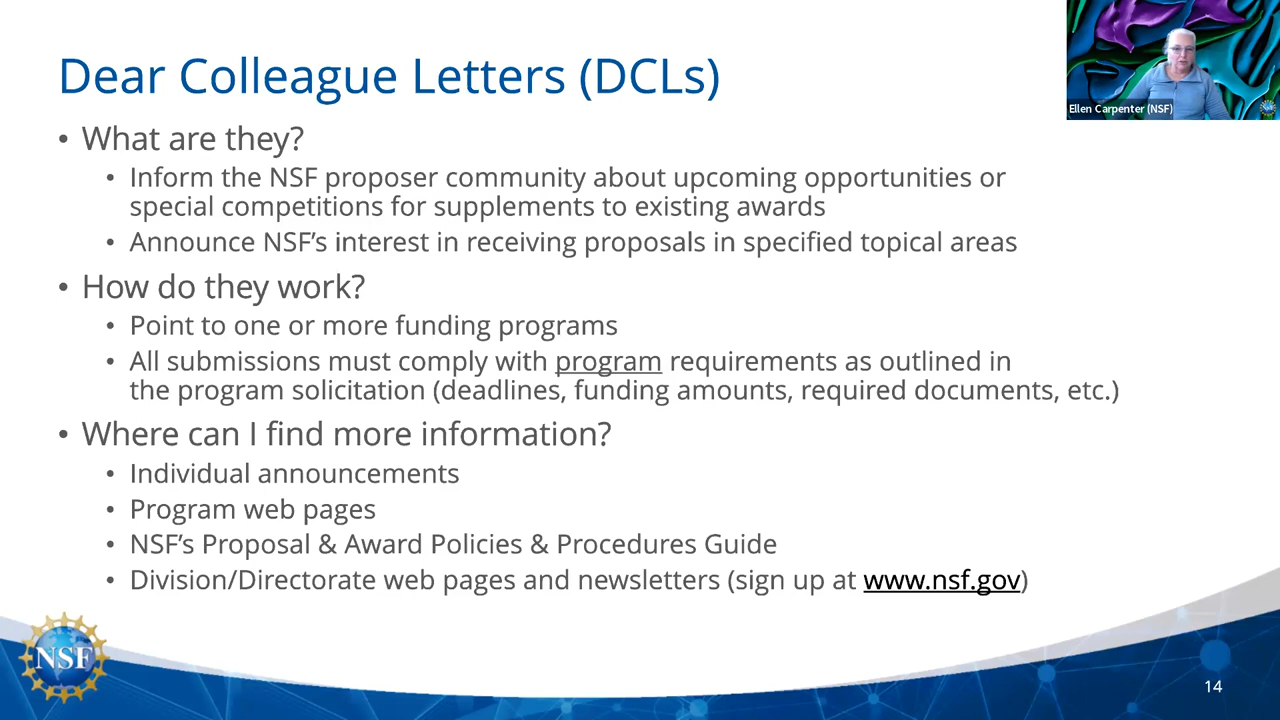 Dear Colleague Letters (DCLs)
Ellen Carpenter (NSF)
• What are they?
• Inform the NSF proposer community about upcoming opportunities or
special competitions for supplements to existing awards
• Announce NSF's interest in receiving proposals in specified topical areas
• How do they work?
• Point to one or more funding programs
• All submissions must comply with program requirements as outlined in
the program solicitation (deadlines, funding amounts, required documents, etc.)
• Where can I find more information?
• Individual announcements
• Program web pages
• NSF's Proposal & Award Policies & Procedures Guide
• Division/Directorate web pages and newsletters (sign up at www.nsf.gov)
NSF
14